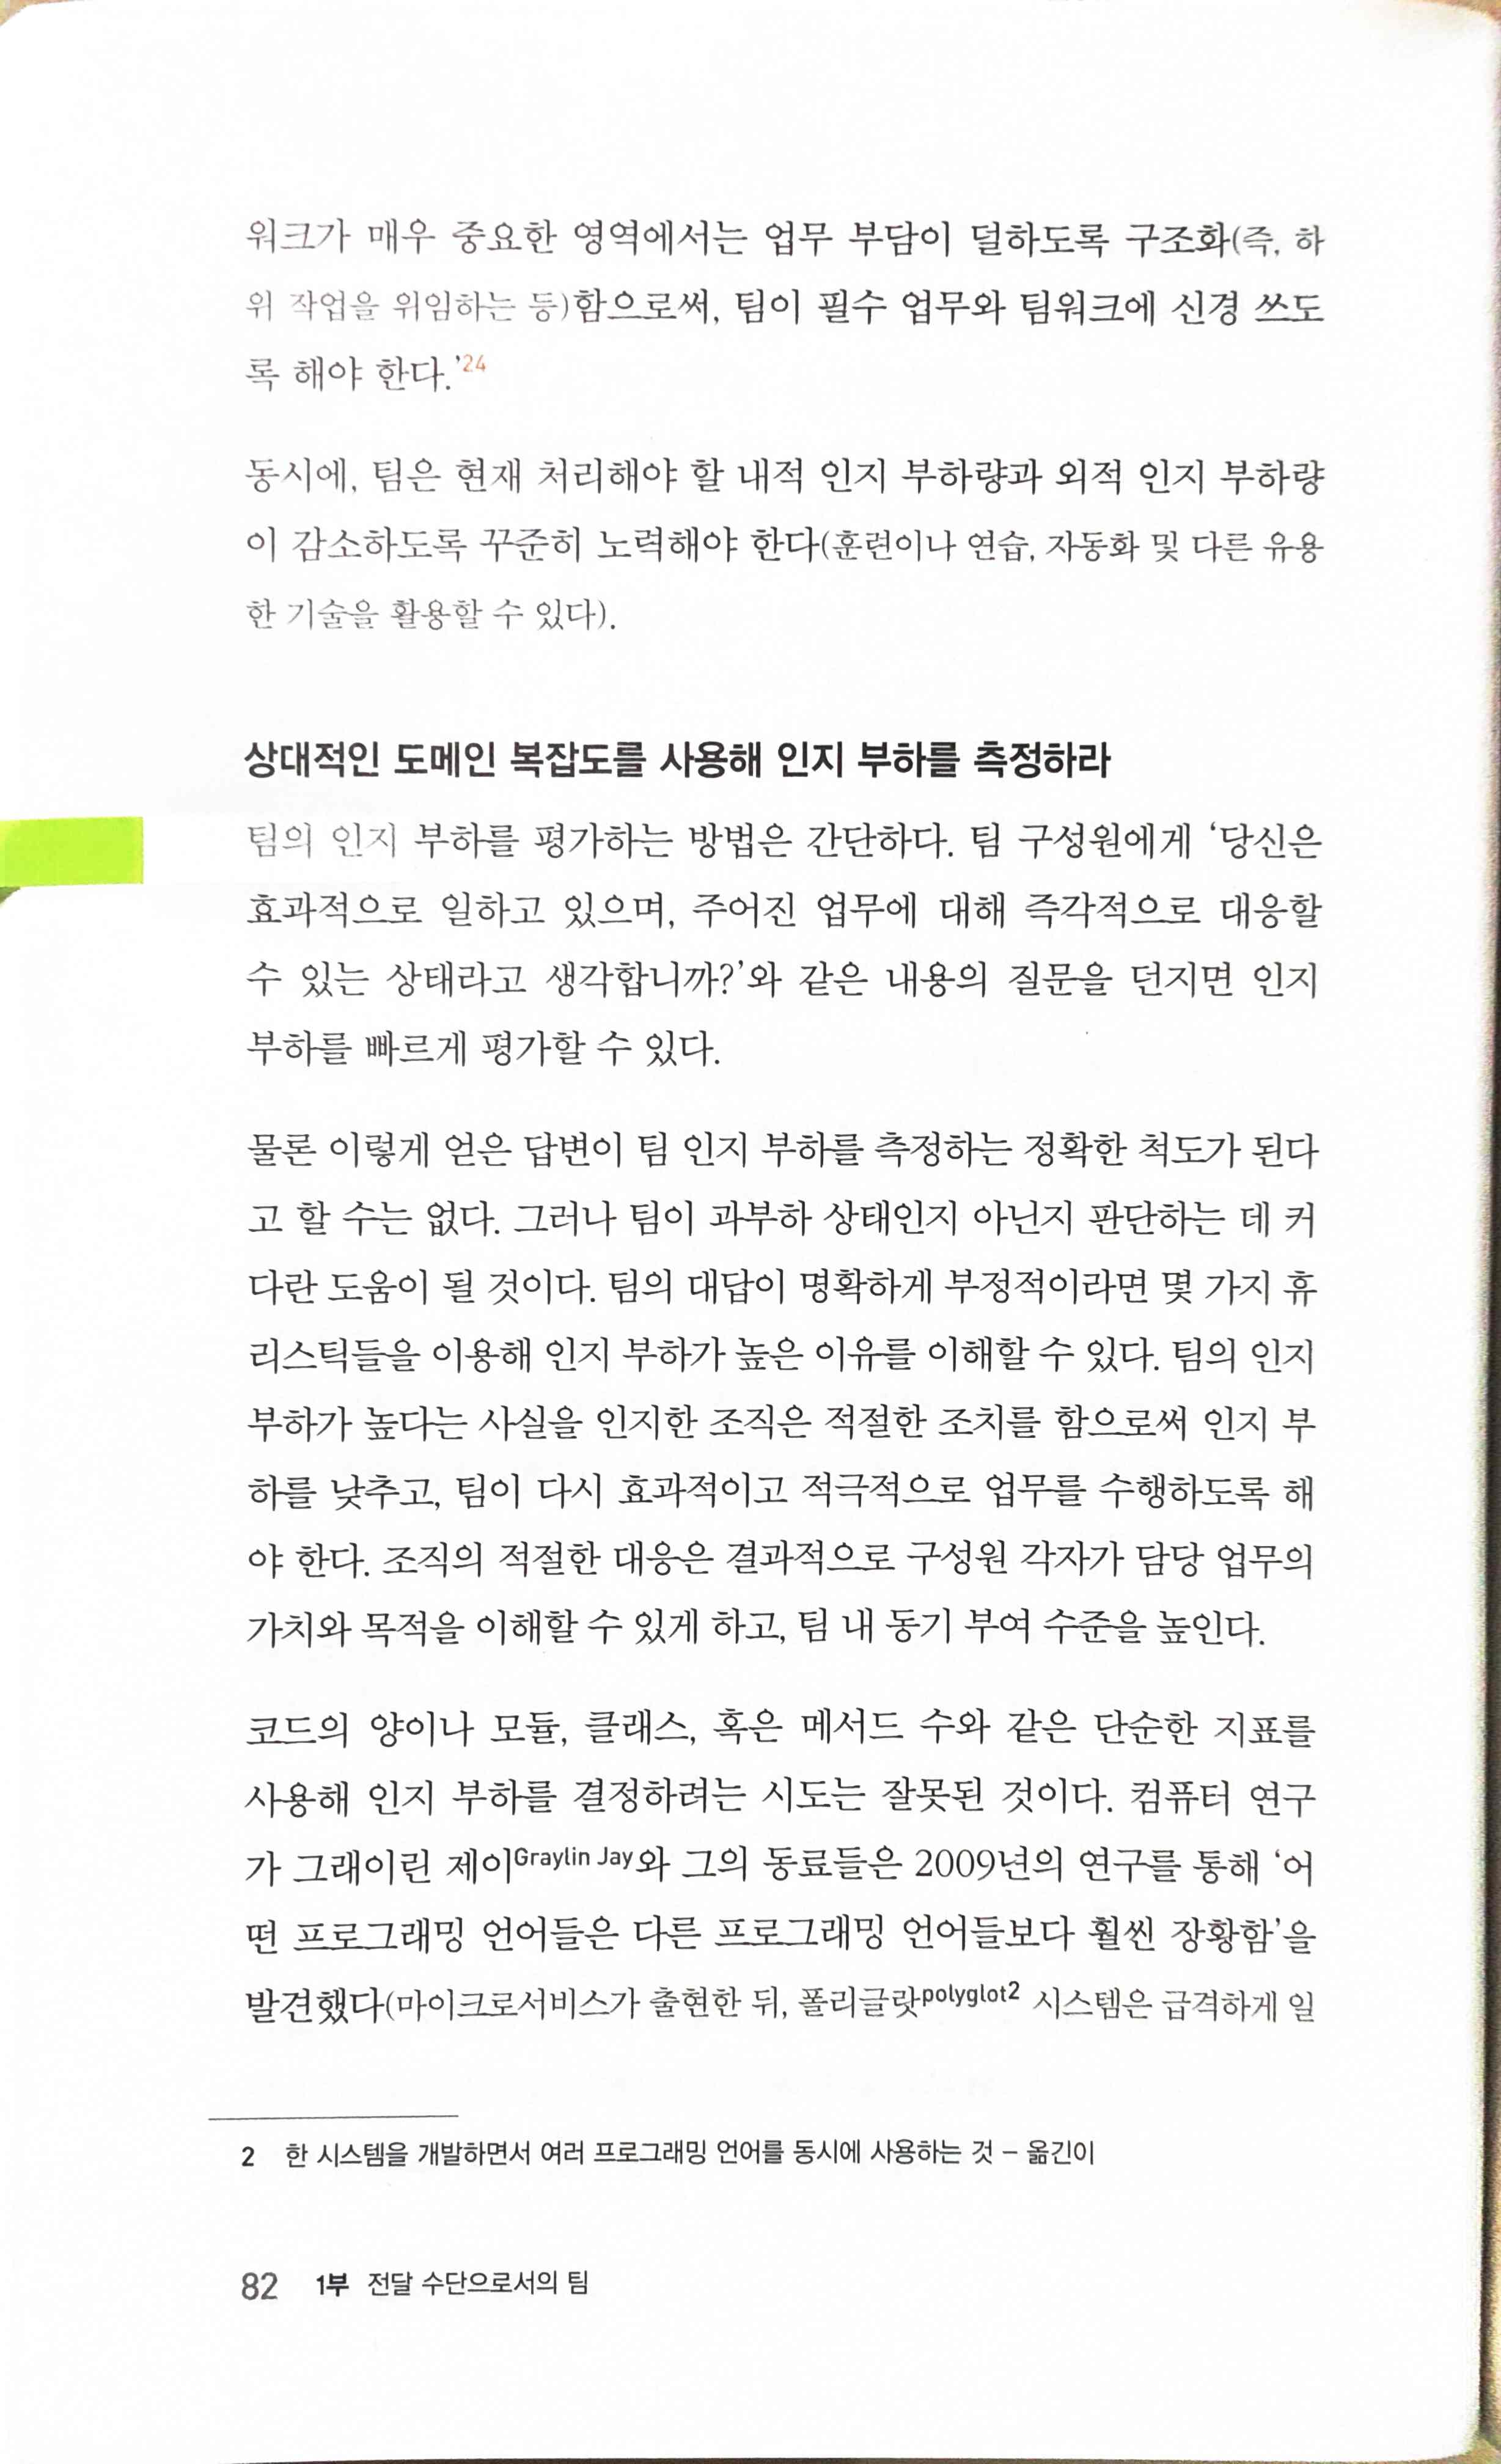 워크가 매우 중요한 영역에서는 업무 부담이 덜하도록 구조화(즉, 하
위 작업을 위임하는 등)함으로써, 팀이 필수 업무와 팀워크에 신경 쓰도
록 해야 한다.’24
동시에, 팀은 현재 처리해야 할 내적 인지 부하량과 외적 인지 부하량
이 감소하도록 꾸준히 노력해야 한다(훈련이나 연습, 자동화 및 다른 유용
한 기술을 활용할 수 있다).
상대적인 도메인 복잡도를 사용해 인지 부하를 측정하라
팀의 인지 부하를 평가하는 방법은 간단하다. 팀 구성원에게 ‘당신은
효과적으로 일하고 있으며, 주어진 업무에 대해 즉각적으로 대응할
수 있는 상태라고 생각합니까?’와 같은 내용의 질문을 던지면 인지
부하를 빠르게 평가할 수 있다.
물론 이렇게 얻은 답변이 팀 인지 부하를 측정하는 정확한 척도가 된다
고 할 수는 없다. 그러나 팀이 과부하 상태인지 아닌지 판단하는 데 커
다란 도움이 될 것이다. 팀의 대답이 명확하게 부정적이라면 몇 가지 휴
리스틱들을 이용해 인지 부하가 높은 이유를 이해할 수 있다. 팀의 인지
부하가 높다는 사실을 인지한 조직은 적절한 조치를 함으로써 인지 부
하를 낮추고, 팀이 다시 효과적이고 적극적으로 업무를 수행하도록 해
야 한다. 조직의 적절한 대응은 결과적으로 구성원 각자가 담당 업무의
가치와 목적을 이해할 수 있게 하고, 팀 내 동기 부여 수준을 높인다.
코드의 양이나 모듈, 클래스, 혹은 메서드 수와 같은 단순한 지표를
사용해 인지 부하를 결정하려는 시도는 잘못된 것이다. 컴퓨터 연구
가 그래이린 제이Graylin Jay와 그의 동료들은 2009년의 연구를 통해 ‘어
떤 프로그래밍 언어들은 다른 프로그래밍 언어들보다 훨씬 장황함’을
발견했다(마이크로서비스가 출현한 뒤, 폴리글랏polyglot2 시스템은 급격하게 일
2 한 시스템을 개발하면서 여러 프로그래밍 언어를 동시에 사용하는 것 – 옮긴이
82 1부 전달 수단으로서의 팀